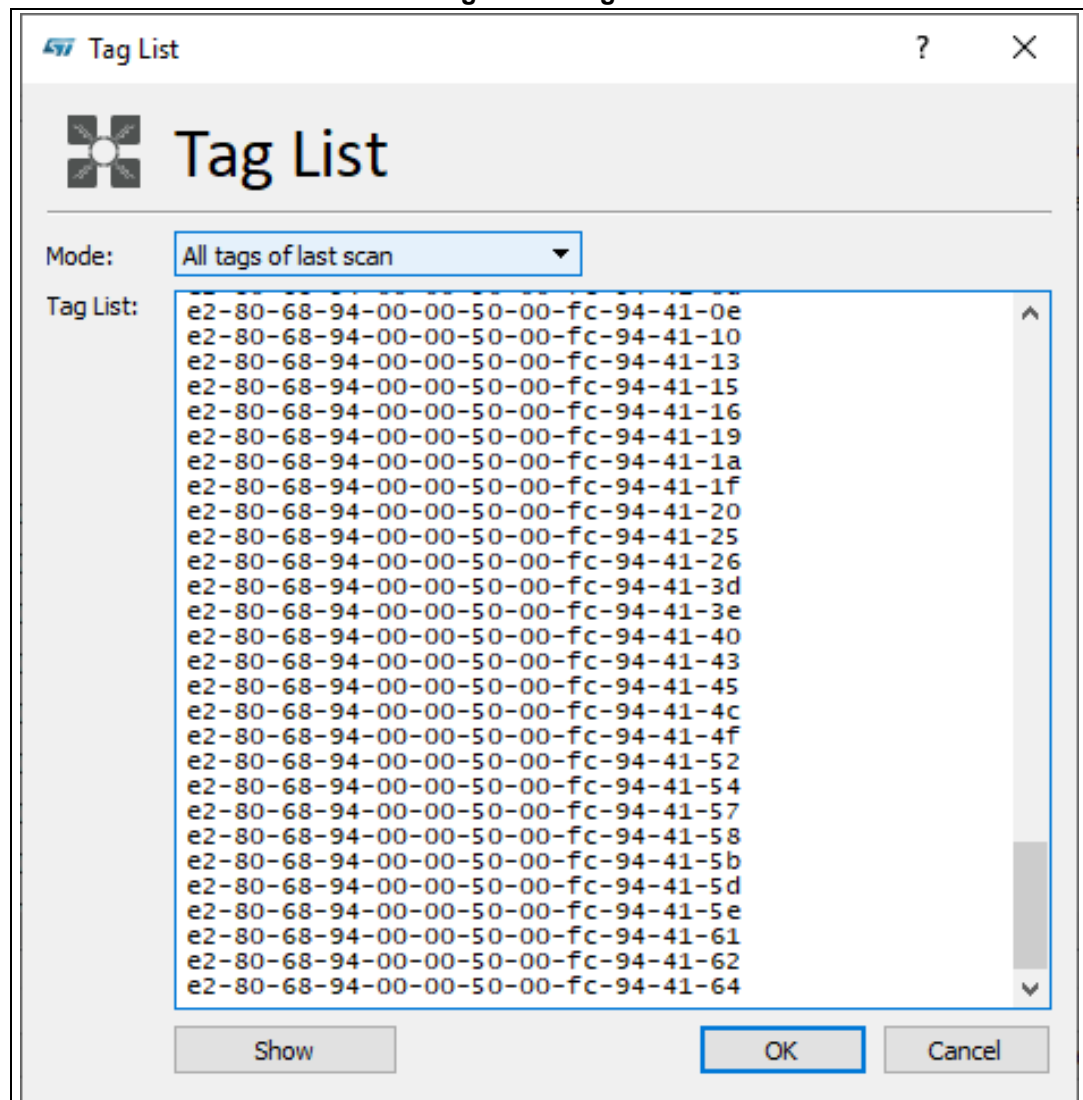 Tag List
?
Tag List
Mode:
All tags of last scan
Tag List:
e2-80-68-94-00-00-50-00-fc-94-41-0e
e2-80-68-94-00-00-50-00-fc-94-41-10
e2-80-68-94-00-00-50-00-fc-94-41-13
e2-80-68-94-00-00-50-00-fc-94-41-15
e2-80-68-94-00-00-50-00-fc-94-41-16
e2-80-68-94-00-00-50-00-fc-94-41-19
e2-80-68-94-00-00-50-00-fc-94-41-1a
e2-80-68-94-00-00-50-00-fc-94-41-1f
e2-80-68-94-00-00-50-00-fc-94-41-20
e2-80-68-94-00-00-50-00-fc-94-41-25
e2-80-68-94-00-00-50-00-fc-94-41-26
e2-80-68-94-00-00-50-00-fc-94-41-3d
e2-80-68-94-00-00-50-00-fc-94-41-3e
e2-80-68-94-00-00-50-00-fc-94-41-40
e2-80-68-94-00-00-50-00-fc-94-41-43
e2-80-68-94-00-00-50-00-fc-94-41-45
e2-80-68-94-00-00-50-00-fc-94-41-4c
e2-80-68-94-00-00-50-00-fc-94-41-4f
e2-80-68-94-00-00-50-00-fc-94-41-52
e2-80-68-94-00-00-50-00-fc-94-41-54
e2-80-68-94-00-00-50-00-fc-94-41-57
e2-80-68-94-00-00-50-00-fc-94-41-58
e2-80-68-94-00-00-50-00-fc-94-41-5b
e2-80-68-94-00-00-50-00-fc-94-41-5d
e2-80-68-94-00-00-50-00-fc-94-41-5e
e2-80-68-94-00-00-50-00-fc-94-41-61
e2-80-68-94-00-00-50-00-fc-94-41-62
e2-80-68-94-00-00-50-00-fc-94-41-64
Show
OK
Cancel